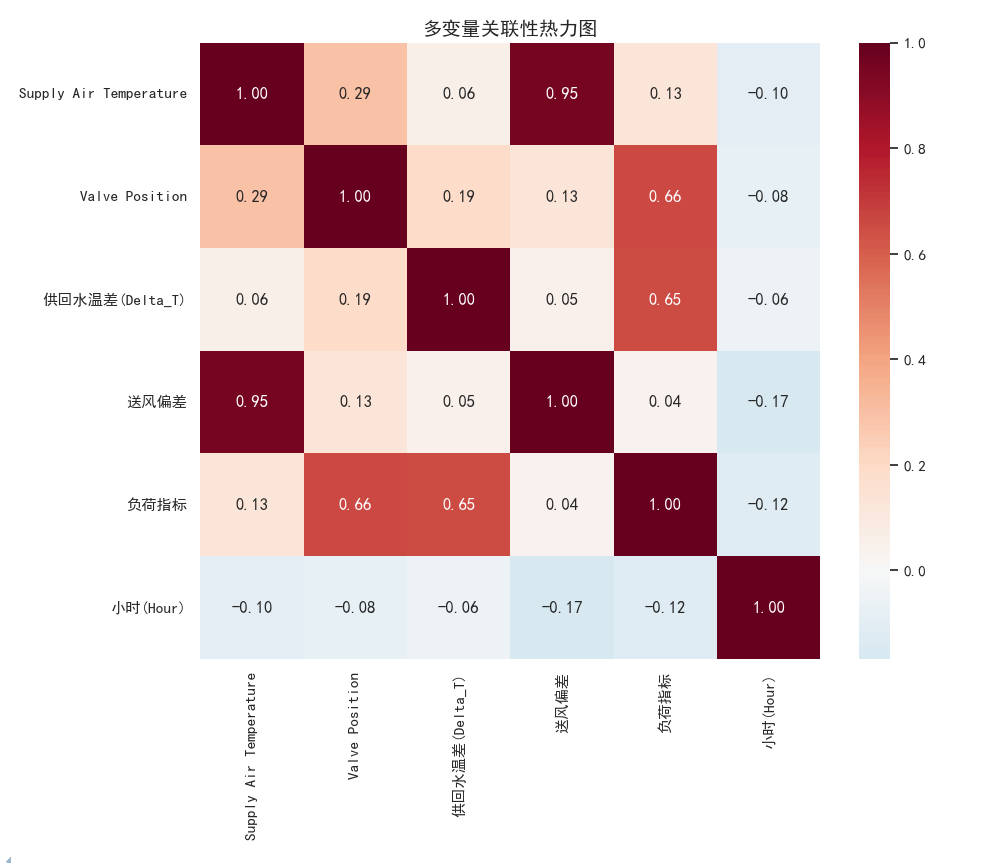 多变量关联性热力图
Supply Air Temperature 1.00 0.29 0.06 0.95 0.13 -0.10
Valve Position 0.29 1.00 0.19 0.13 0.66 -0.08
供回水温差(Delta_T) 0.06 0.19 1.00 0.05 0.65 -0.06
送风偏差 0.95 0.13 0.05 1.00 0.04 -0.17
负荷指标 0.13 0.66 0.65 0.04 1.00 -0.12
小时(Hour) -0.10 -0.08 -0.06 -0.17 -0.12 1.00
Supply Air Temperature
Valve Position
供回水温差(Delta_T)
送风偏差
负荷指标
小时(Hour)
1.0
0.8
0.6
0.4
0.2
0.0